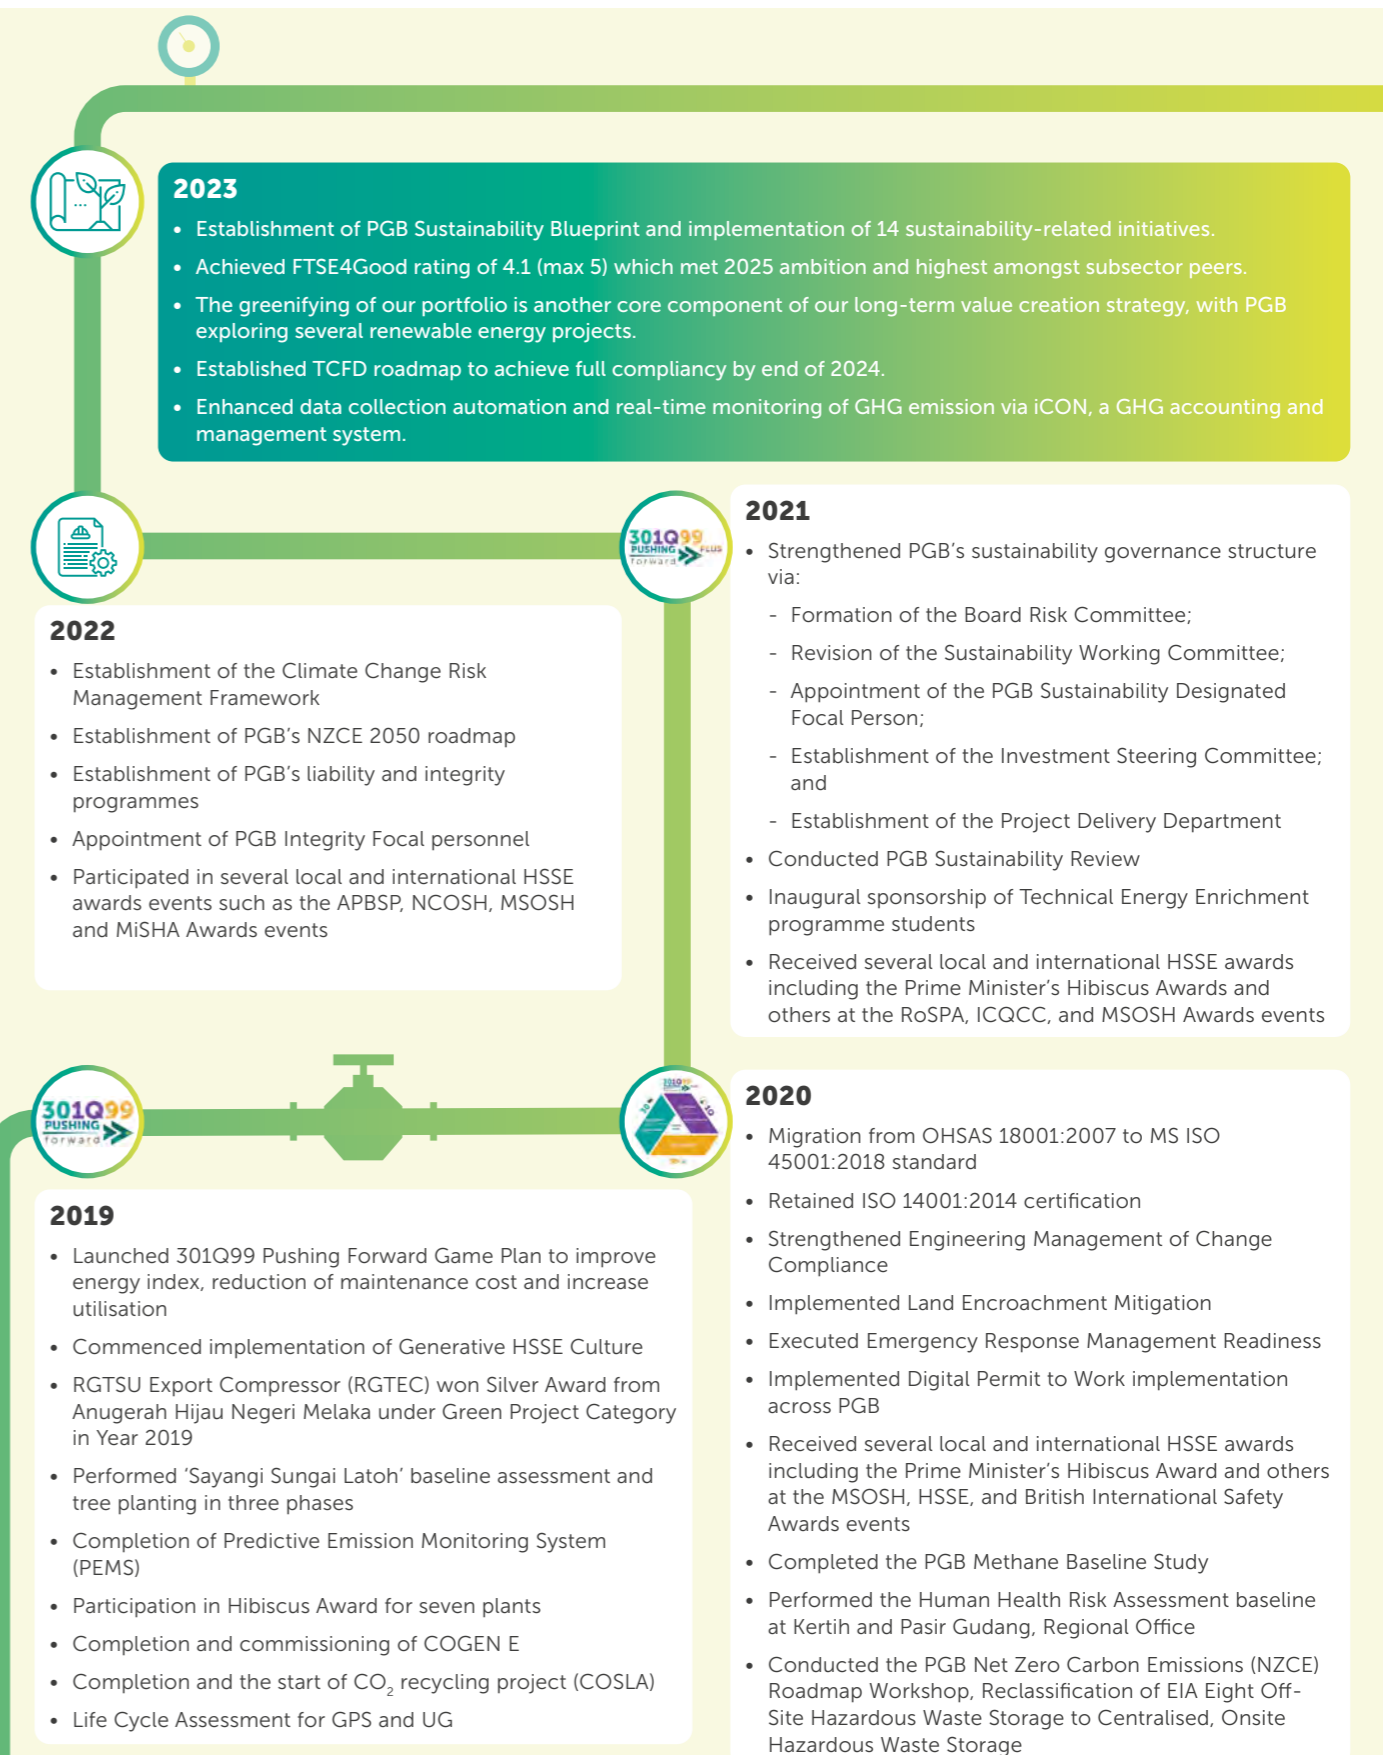 2023
• Establishment of PGB Sustainability Blueprint and implementation of 14 sustainability-related initiatives.
• Achieved FTSE4Good rating of 4.1 (max 5) which met 2025 ambition and highest amongst subsector peers.
• The greenifying of our portfolio is another core component of our long-term value creation strategy, with PGB
exploring several renewable energy projects.
• Established TCFD roadmap to achieve full compliancy by end of 2024.
• Enhanced data collection automation and real-time monitoring of GHG emission via iCON, a GHG accounting and
management system.
2022
• Establishment of the Climate Change Risk
Management Framework
• Establishment of PGB's NZCE 2050 roadmap
• Establishment of PGB's liability and integrity
programmes
• Appointment of PGB Integrity Focal personnel
• Participated in several local and international HSSE
awards events such as the APBSP, NCOSH, MSOSH
and MiSHA Awards events
301Q99
PUSHING PLUS
forward
2021
• Strengthened PGB's sustainability governance structure
via:
- Formation of the Board Risk Committee;
- Revision of the Sustainability Working Committee;
- Appointment of the PGB Sustainability Designated
Focal Person;
- Establishment of the Investment Steering Committee;
and
- Establishment of the Project Delivery Department
• Conducted PGB Sustainability Review
• Inaugural sponsorship of Technical Energy Enrichment
programme students
• Received several local and international HSSE awards
including the Prime Minister's Hibiscus Awards and
others at the RoSPA, ICQCC, and MSOSH Awards events
301Q99
PUSHING
forward
2019
• Launched 301Q99 Pushing Forward Game Plan to improve
energy index, reduction of maintenance cost and increase
utilisation
• Commenced implementation of Generative HSSE Culture
• RGTSU Export Compressor (RGTEC) won Silver Award from
Anugerah Hijau Negeri Melaka under Green Project Category
in Year 2019
• Performed 'Sayangi Sungai Latoh' baseline assessment and
tree planting in three phases
• Completion of Predictive Emission Monitoring System
(PEMS)
• Participation in Hibiscus Award for seven plants
• Completion and commissioning of COGEN E
• Completion and the start of CO₂ recycling project (COSLA)
• Life Cycle Assessment for GPS and UG
301Q99
30
1Q
2020
• Migration from OHSAS 18001:2007 to MS ISO
45001:2018 standard
• Retained ISO 14001:2014 certification
• Strengthened Engineering Management of Change
Compliance
• Implemented Land Encroachment Mitigation
• Executed Emergency Response Management Readiness
• Implemented Digital Permit to Work implementation
across PGB
• Received several local and international HSSE awards
including the Prime Minister's Hibiscus Award and others
at the MSOSH, HSSE, and British International Safety
Awards events
• Completed the PGB Methane Baseline Study
• Performed the Human Health Risk Assessment baseline
at Kertih and Pasir Gudang, Regional Office
• Conducted the PGB Net Zero Carbon Emissions (NZCE)
Roadmap Workshop, Reclassification of EIA Eight Off-
Site Hazardous Waste Storage to Centralised, Onsite
Hazardous Waste Storage